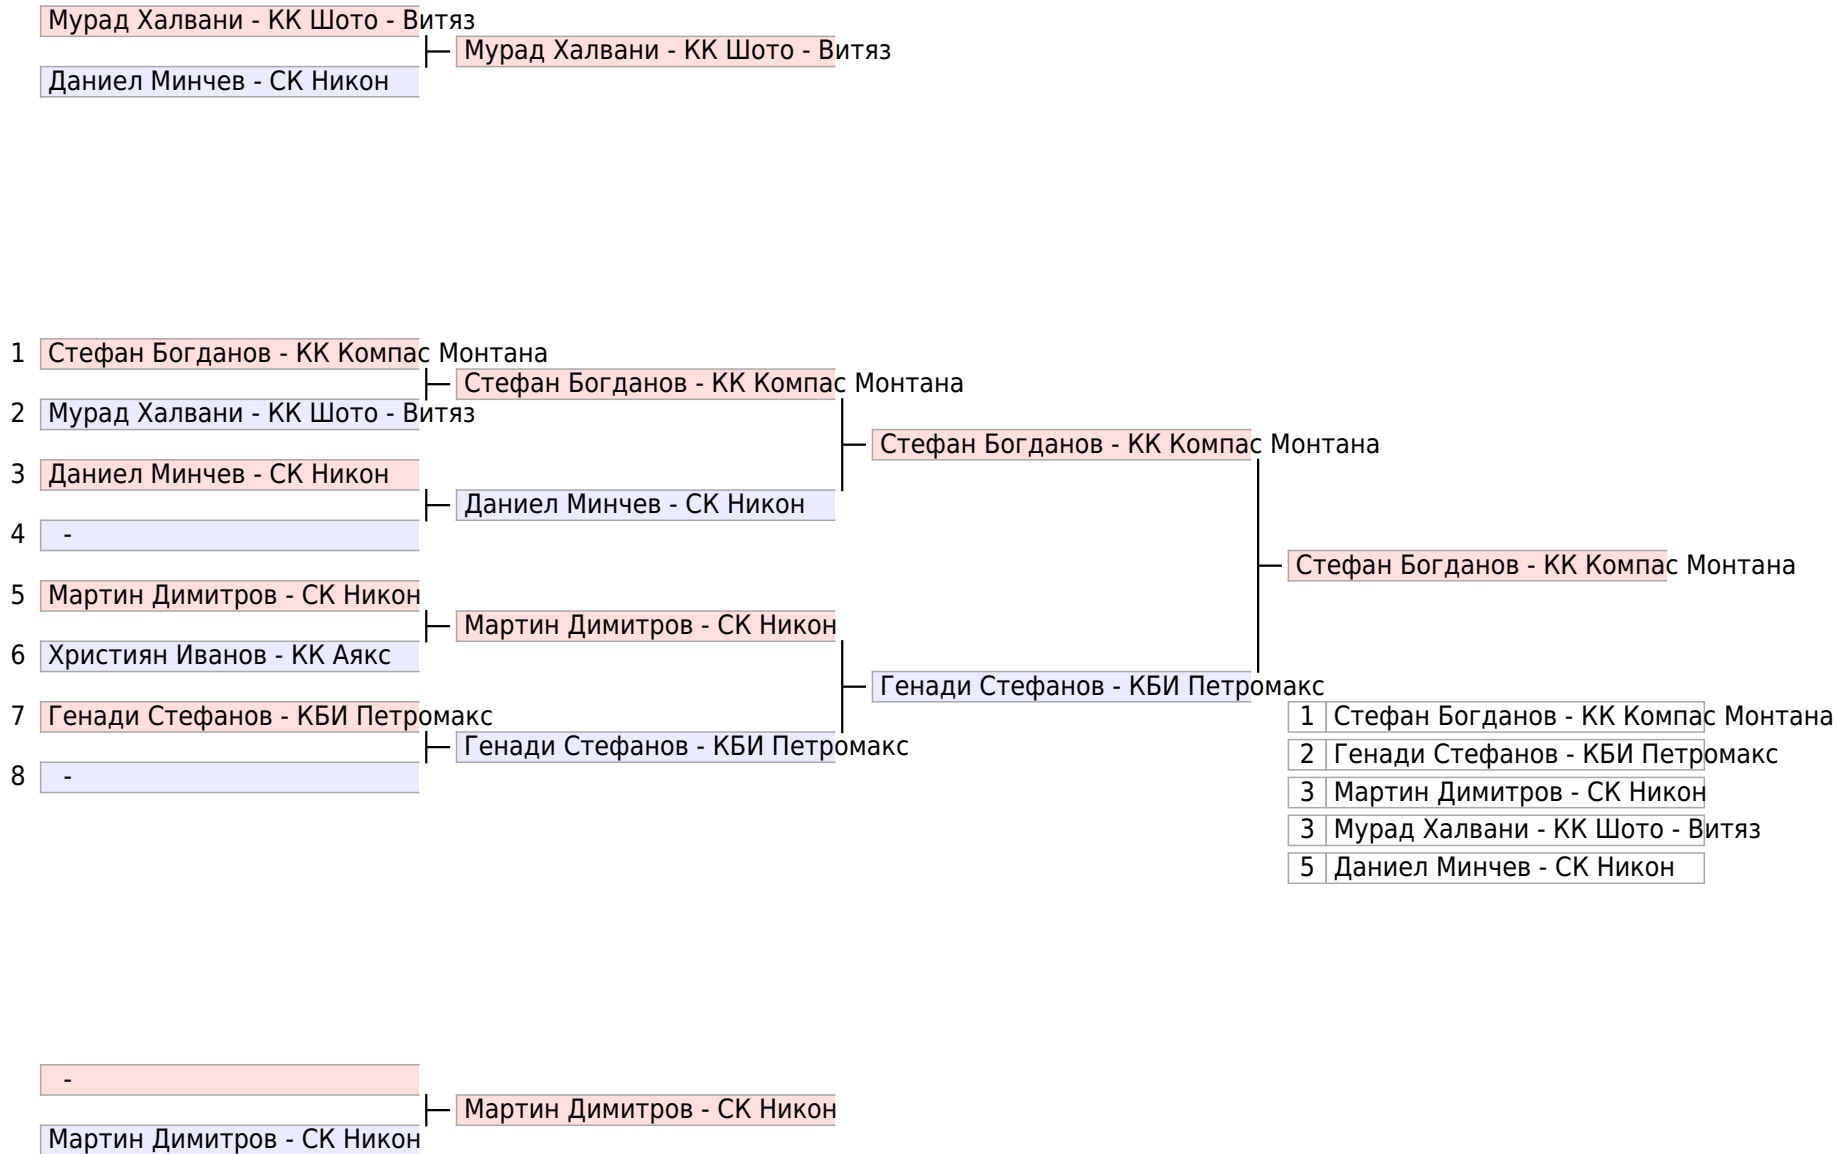 Мурад Халвани - КК Шото - Витяз
Мурад Халвани - КК Шото - Витяз
Даниел Минчев - СК Никон
1 Стефан Богданов - КК Компас Монтана
Стефан Богданов - КК Компас Монтана
2 Мурад Халвани - КК Шото - Витяз
Стефан Богданов - КК Компас Монтана
3 Даниел Минчев - СК Никон
Даниел Минчев - СК Никон
4 -
Стефан Богданов - КК Компас Монтана
5 Мартин Димитров - СК Никон
Мартин Димитров - СК Никон
6 Християн Иванов - КК Аякс
Генади Стефанов - КБИ Петромакс
7 Генади Стефанов - КБИ Петромакс
Генади Стефанов - КБИ Петромакс
8 -
1 Стефан Богданов - КК Компас Монтана
2 Генади Стефанов - КБИ Петромакс
3 Мартин Димитров - СК Никон
3 Мурад Халвани - КК Шото - Витяз
5 Даниел Минчев - СК Никон
-
Мартин Димитров - СК Никон
Мартин Димитров - СК Никон